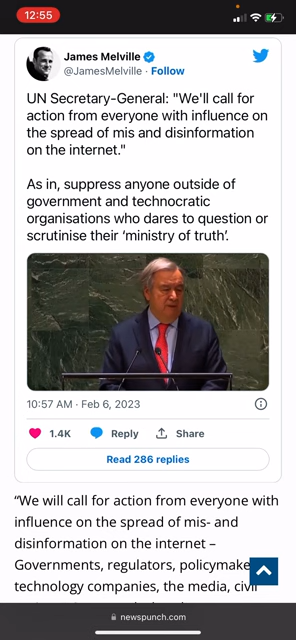 12:55
James Melville
@JamesMelville · Follow
UN Secretary-General: "We'll call for
action from everyone with influence on
the spread of mis and disinformation
on the internet."
As in, suppress anyone outside of
government and technocratic
organisations who dares to question or
scrutinise their ‘ministry of truth’.
10:57 AM · Feb 6, 2023
1.4K Reply Share
Read 286 replies
“We will call for action from everyone with
influence on the spread of mis- and
disinformation on the internet –
Governments, regulators, policymake
technology companies, the media, civil
newspunch.com